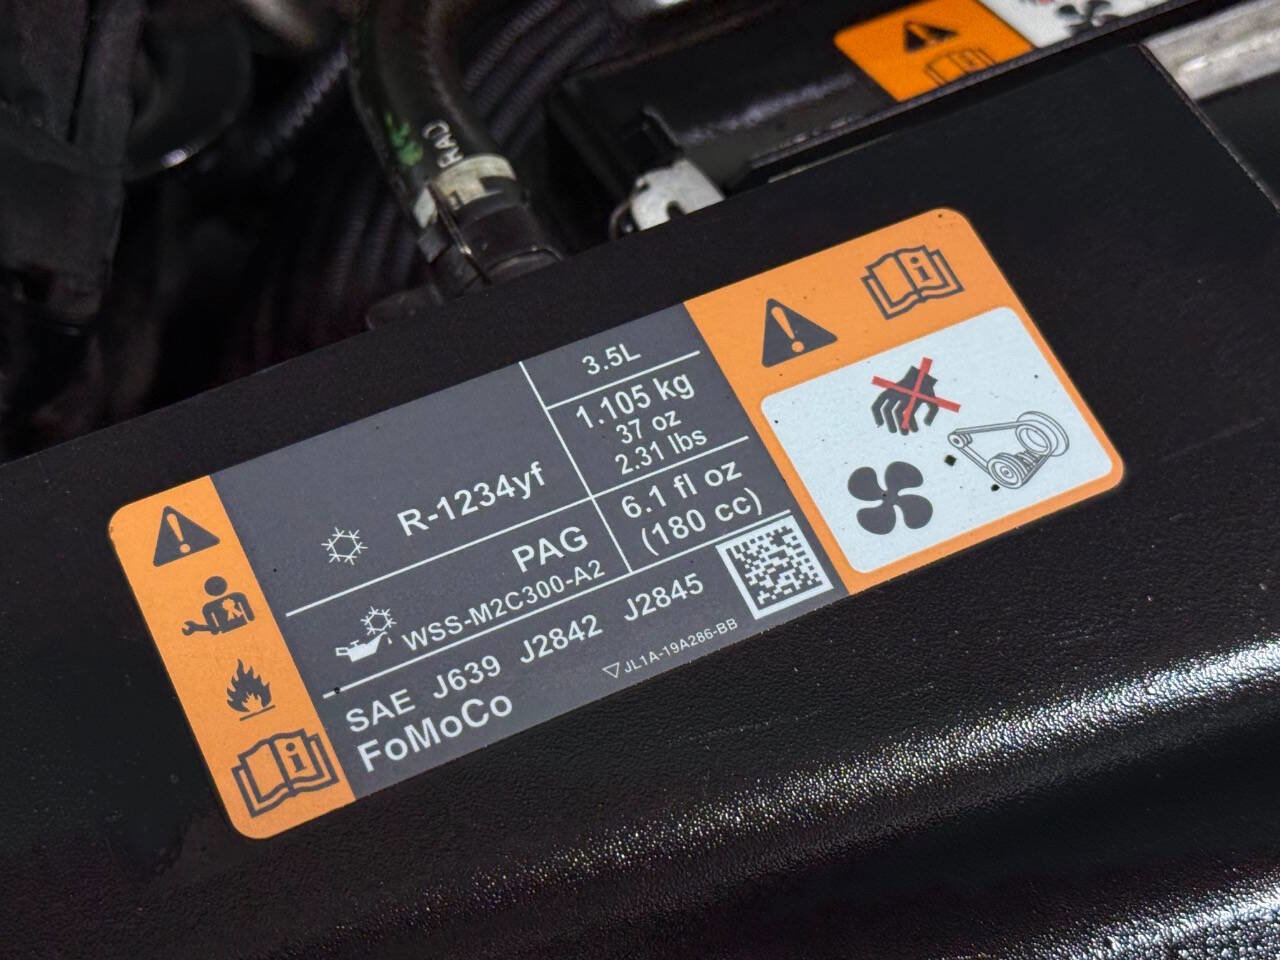 RAD
3.5L
1.105 kg
37 oz
2.31 lbs
R-1234yf
6.1 fl oz
(180 cc)
PAG
WSS-M2C300-A2
SAE J639 J2842 J2845
FoMoCo
JL1A-19A286-BB